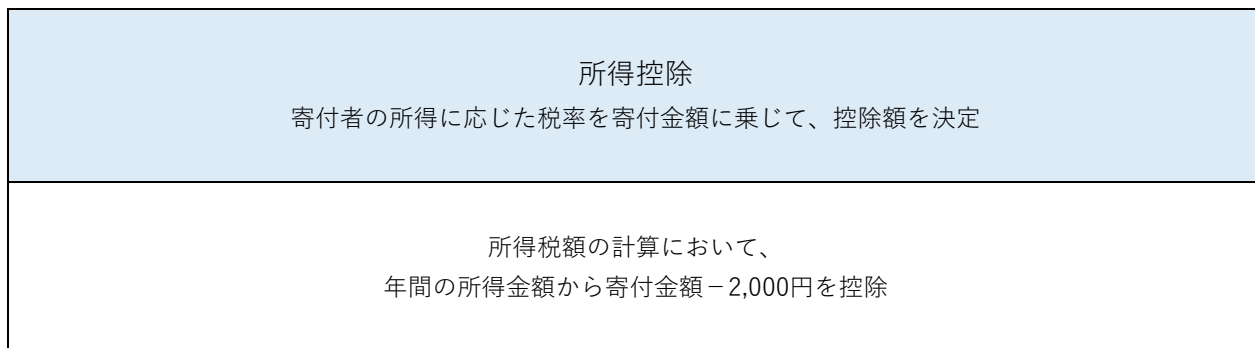 所得控除
寄付者の所得に応じた税率を寄付金額に乗じて、控除額を決定
所得税額の計算において、
年間の所得金額から寄付金額－2,000円を控除